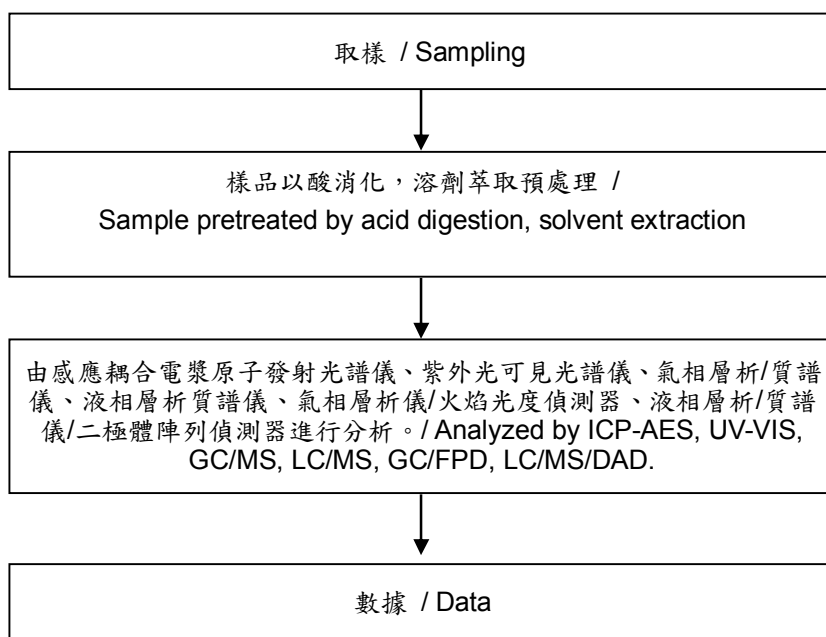 取樣 / Sampling
樣品以酸消化，溶劑萃取預處理 /
Sample pretreated by acid digestion, solvent extraction
由感應耦合電漿原子發射光譜儀、紫外光可見光譜儀、氣相層析/質譜
儀、液相層析質譜儀、氣相層析儀/火焰光度偵測器、液相層析/質譜
儀/二極體陣列偵測器進行分析。/ Analyzed by ICP-AES, UV-VIS,
GC/MS, LC/MS, GC/FPD, LC/MS/DAD.
數據 / Data